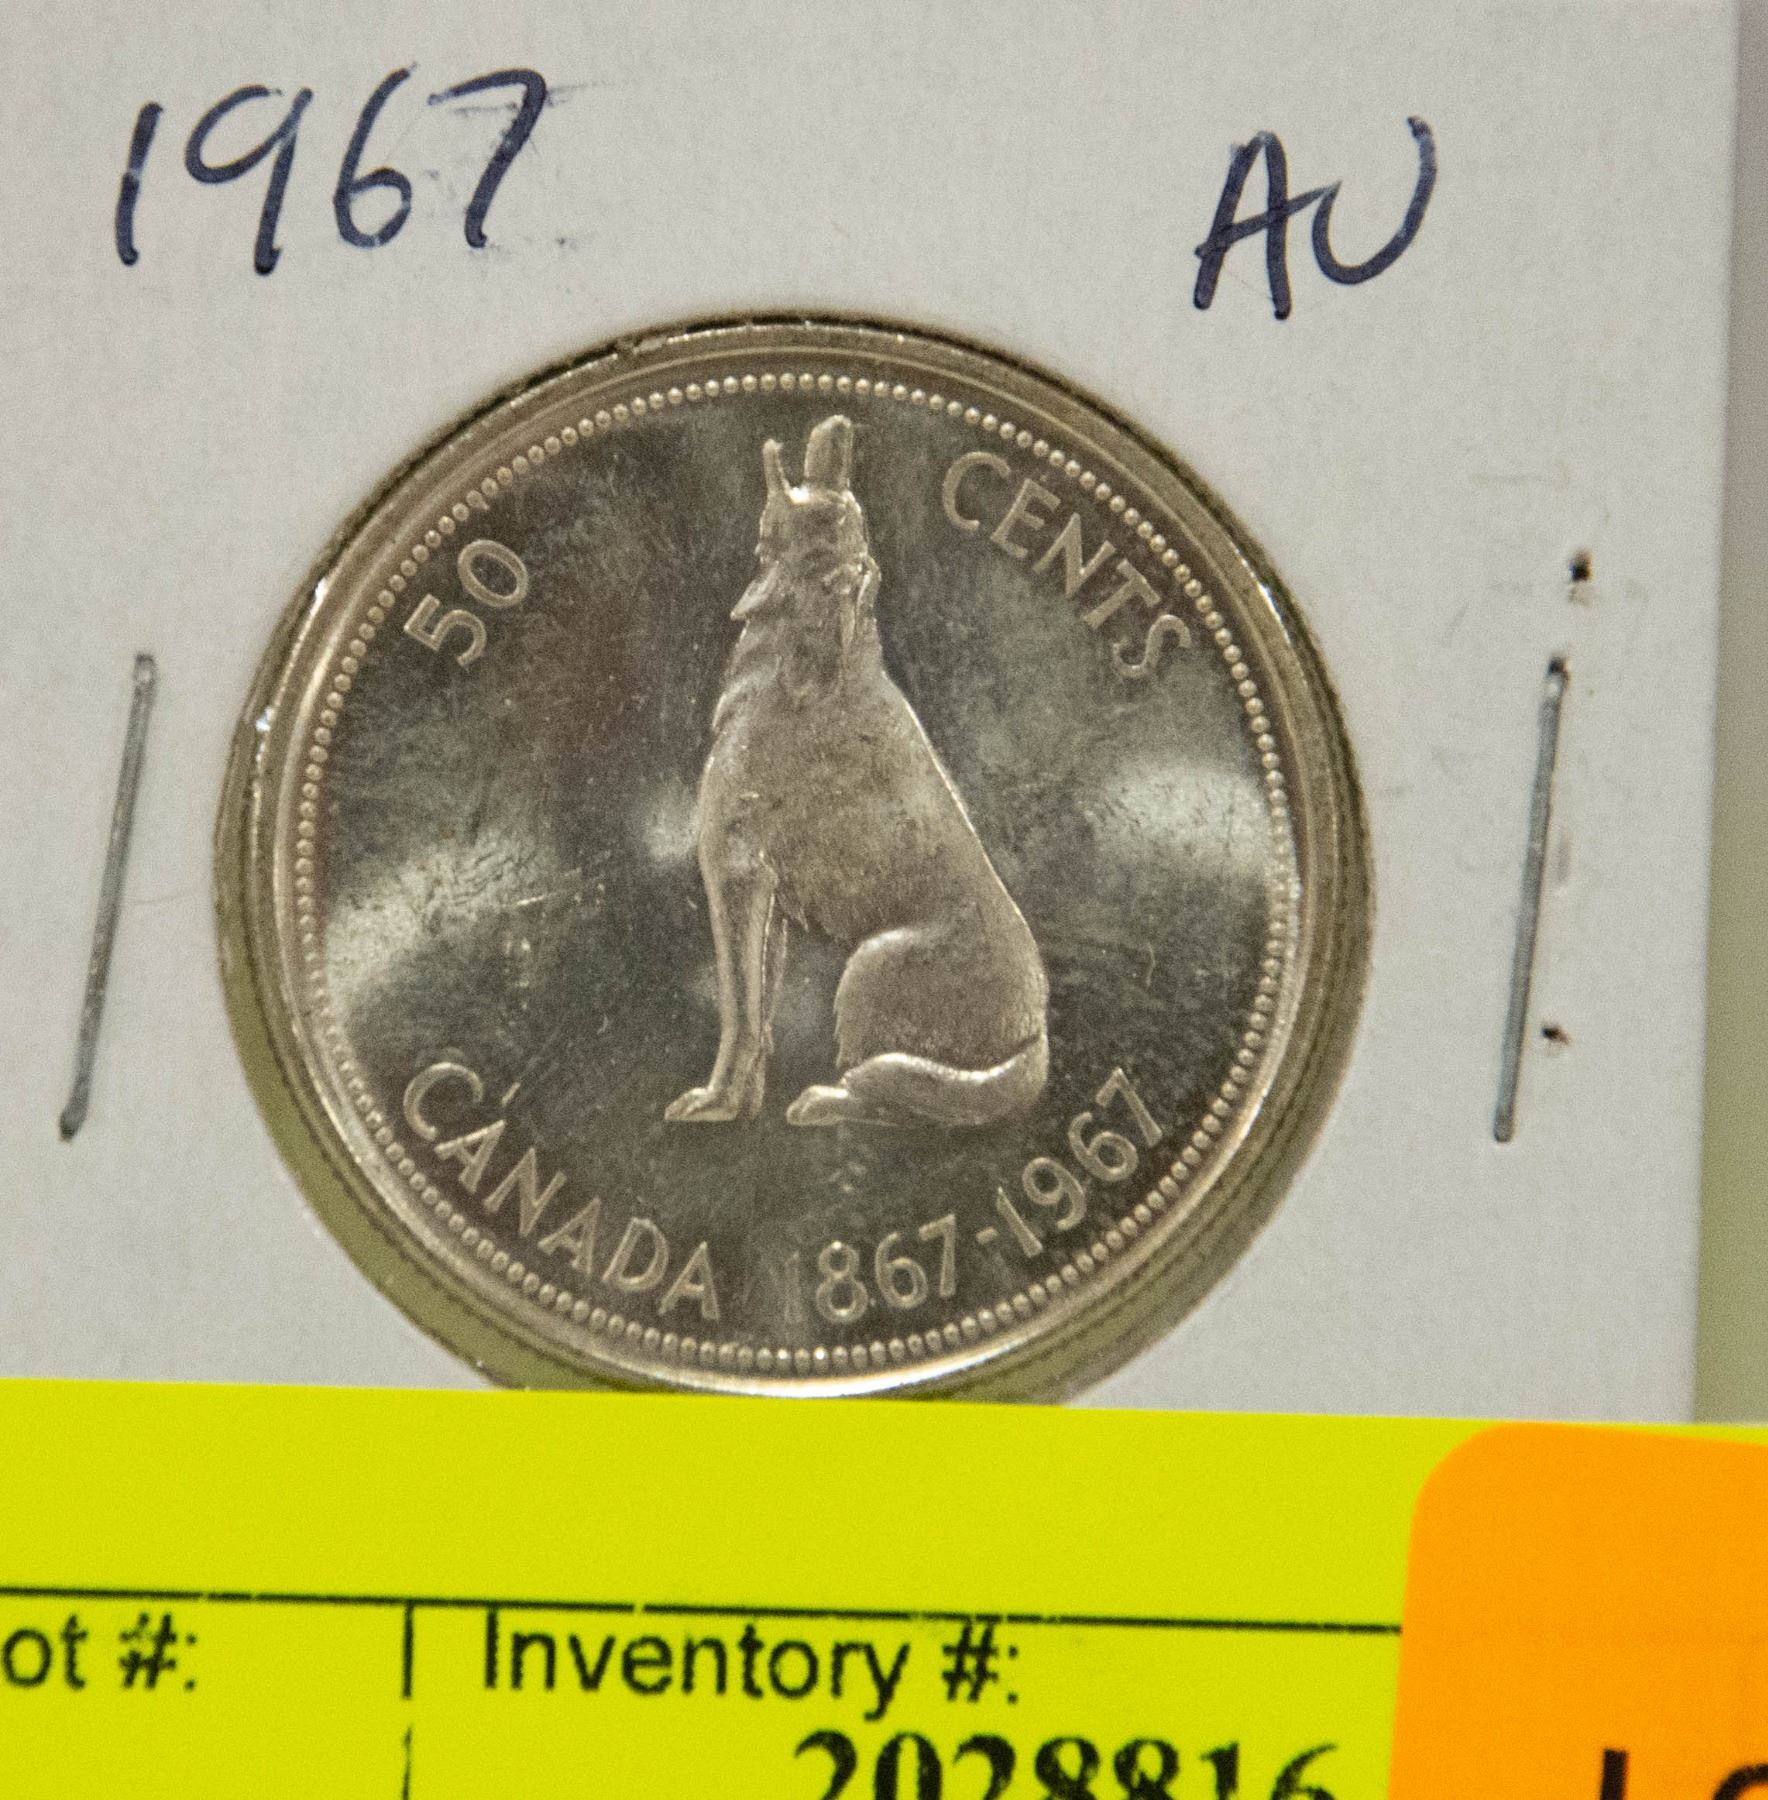 1967 AU
50 CENTS
CANADA 1867-1967
ot #: Inventory #:
2028816